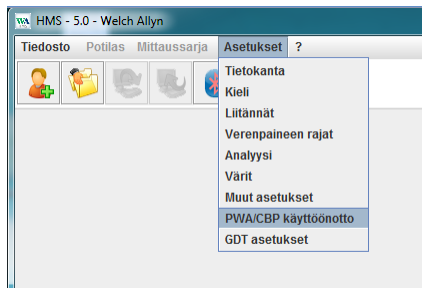 WA HMS - 5.0 - Welch Allyn
Tiedosto Potilas Mittaussarja Asetukset ?
Tietokanta
Kieli
Liitännät
Verenpaineen rajat
Analyysi
Värit
Muut asetukset
PWA/CBP käyttöönotto
GDT asetukset